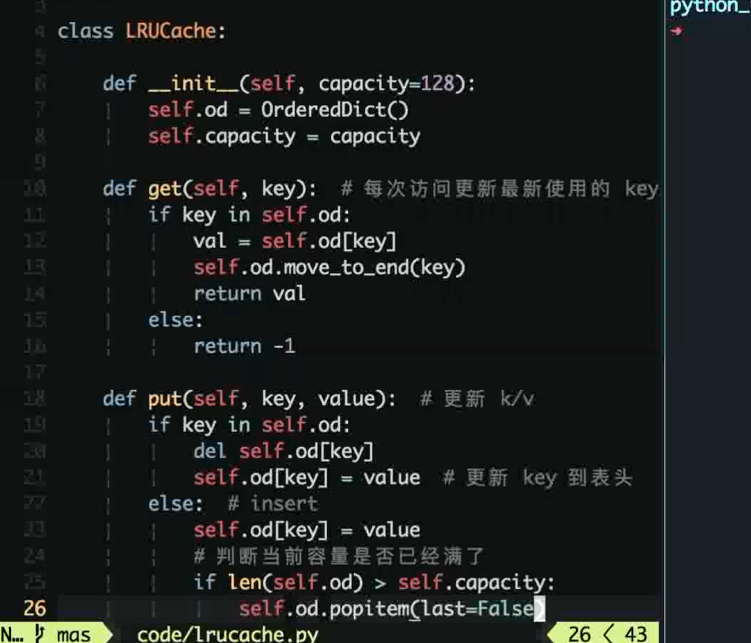 3
4 class LRUCache:
5
6 def __init__(self, capacity=128):
7 self.od = OrderedDict()
8 self.capacity = capacity
9
10 def get(self, key): # 每次访问更新最新使用的 key
11 if key in self.od:
12 val = self.od[key]
13 self.od.move_to_end(key)
14 return val
15 else:
16 return -1
17
18 def put(self, key, value): # 更新 k/v
19 if key in self.od:
20 del self.od[key]
21 self.od[key] = value # 更新 key 到表头
22 else: # insert
23 self.od[key] = value
24 # 判断当前容量是否已经满了
25 if len(self.od) > self.capacity:
26 self.od.popitem(last=False)
N… mas code/lrucache.py 26 < 43
python_